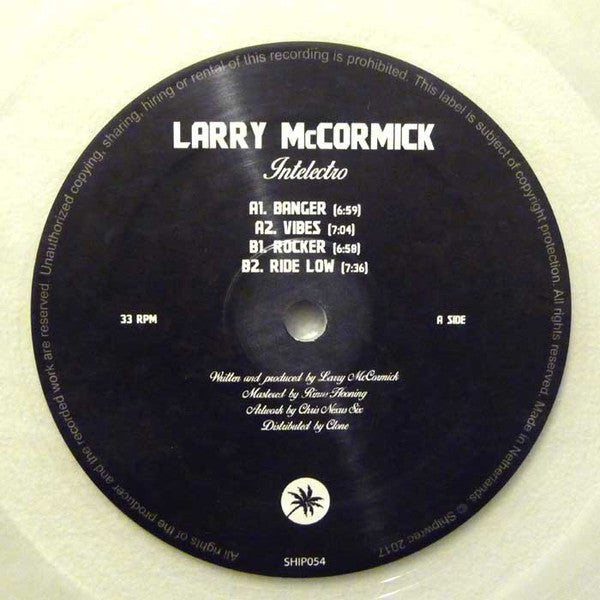 LARRY McCORMICK
Intelectro
A1. BANGER (6:59)
A2. VIBES (7:04)
B1. ROCKER (6:58)
B2. RIDE LOW (7:36)
33 RPM
A SIDE
Written and produced by Larry McCormick
Mastered by Rinus Hooning
Artwork by Chris Nexus Six
Distributed by Clone
SHIP054
All rights of the producer and the recorded work are reserved. Unauthorized copying, sharing, hiring or rental of this recording is prohibited. This label is subject of copyright protection. All rights reserved. Made in Netherlands. © Shipwrec 2017.